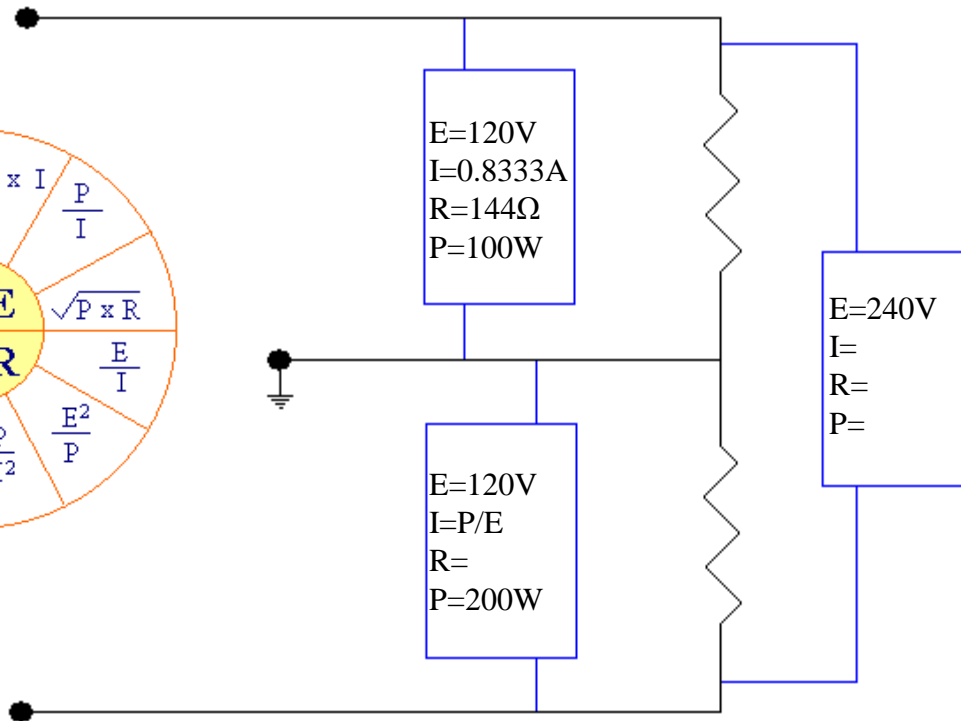 x I
P
I
E
√P x R
R
E
I
E²
P
E=120V
I=0.8333A
R=144Ω
P=100W
E=120V
I=P/E
R=
P=200W
E=240V
I=
R=
P=